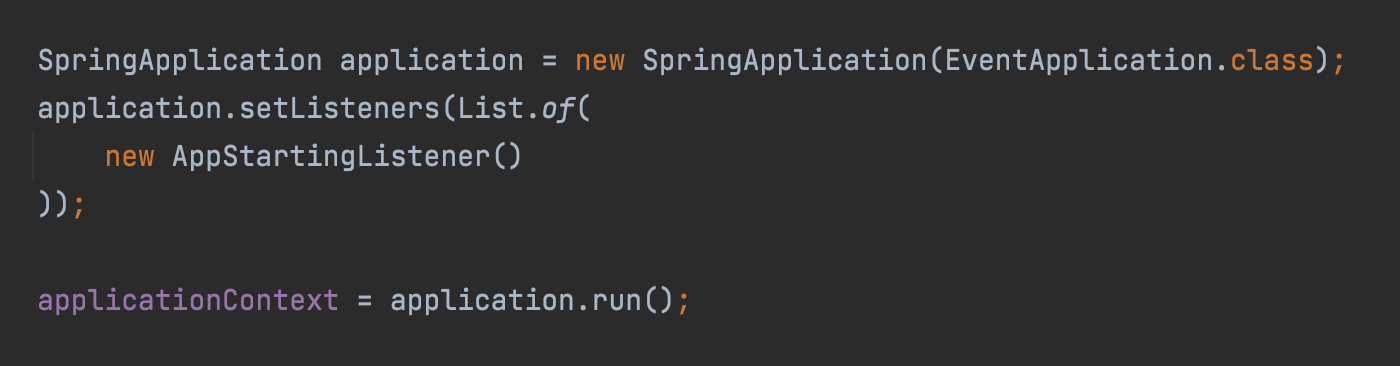 SpringApplication application = new SpringApplication(EventApplication.class);
application.setListeners(List.of(
    new AppStartingListener()
));
applicationContext = application.run();